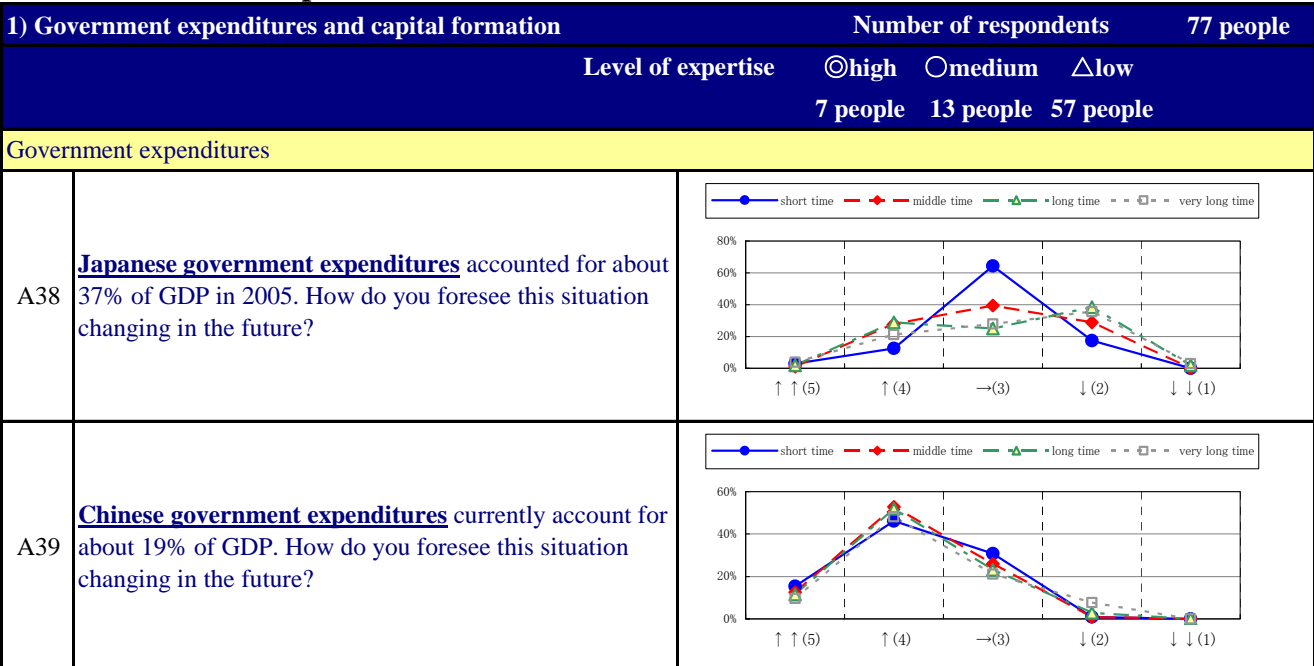 1) Government expenditures and capital formation Number of respondents 77 people
Level of expertise ◎high ○medium △low
7 people 13 people 57 people
Government expenditures
A38
Japanese government expenditures accounted for about
37% of GDP in 2005. How do you foresee this situation
changing in the future?
short time middle time long time very long time
80%
60%
40%
20%
0%
↑↑(5) ↑(4) →(3) ↓(2) ↓↓(1)
A39
Chinese government expenditures currently account for
about 19% of GDP. How do you foresee this situation
changing in the future?
short time middle time long time very long time
60%
40%
20%
0%
↑↑(5) ↑(4) →(3) ↓(2) ↓↓(1)